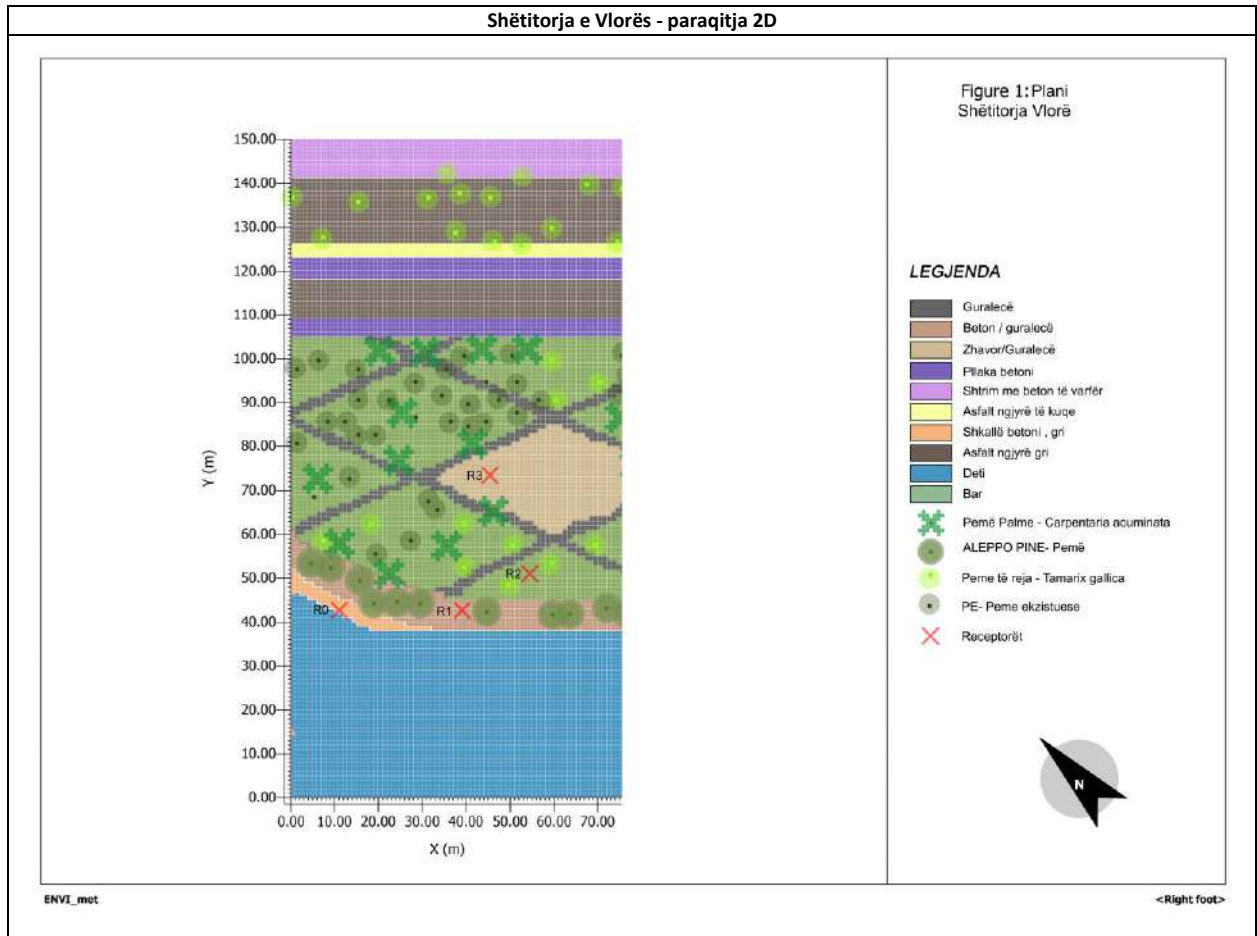 Shëtitorja e Vlorës - paraqitja 2D
Figure 1: Plani
Shëtitorja Vlorë
150.00
140.00
130.00
120.00
110.00
100.00
90.00
80.00
70.00
60.00
50.00
40.00
30.00
20.00
10.00
0.00
Y (m)
R3
R2
R0
R1
0.00 10.00 20.00 30.00 40.00 50.00 60.00 70.00
X (m)
LEGJENDA
Guralecë
Beton / guralecë
Zhavor/Guralecë
Pllaka betoni
Shtrim me beton të varfër
Asfalt ngjyrë të kuqe
Shkallë betoni , gri
Asfalt ngjyrë gri
Deti
Bar
Pemë Palme - Carpentaria acuminata
ALEPPO PINE- Pemë
Peme të reja - Tamarix gallica
PE- Peme ekzistuese
Receptorët
N
ENVI_met
<Right foot>